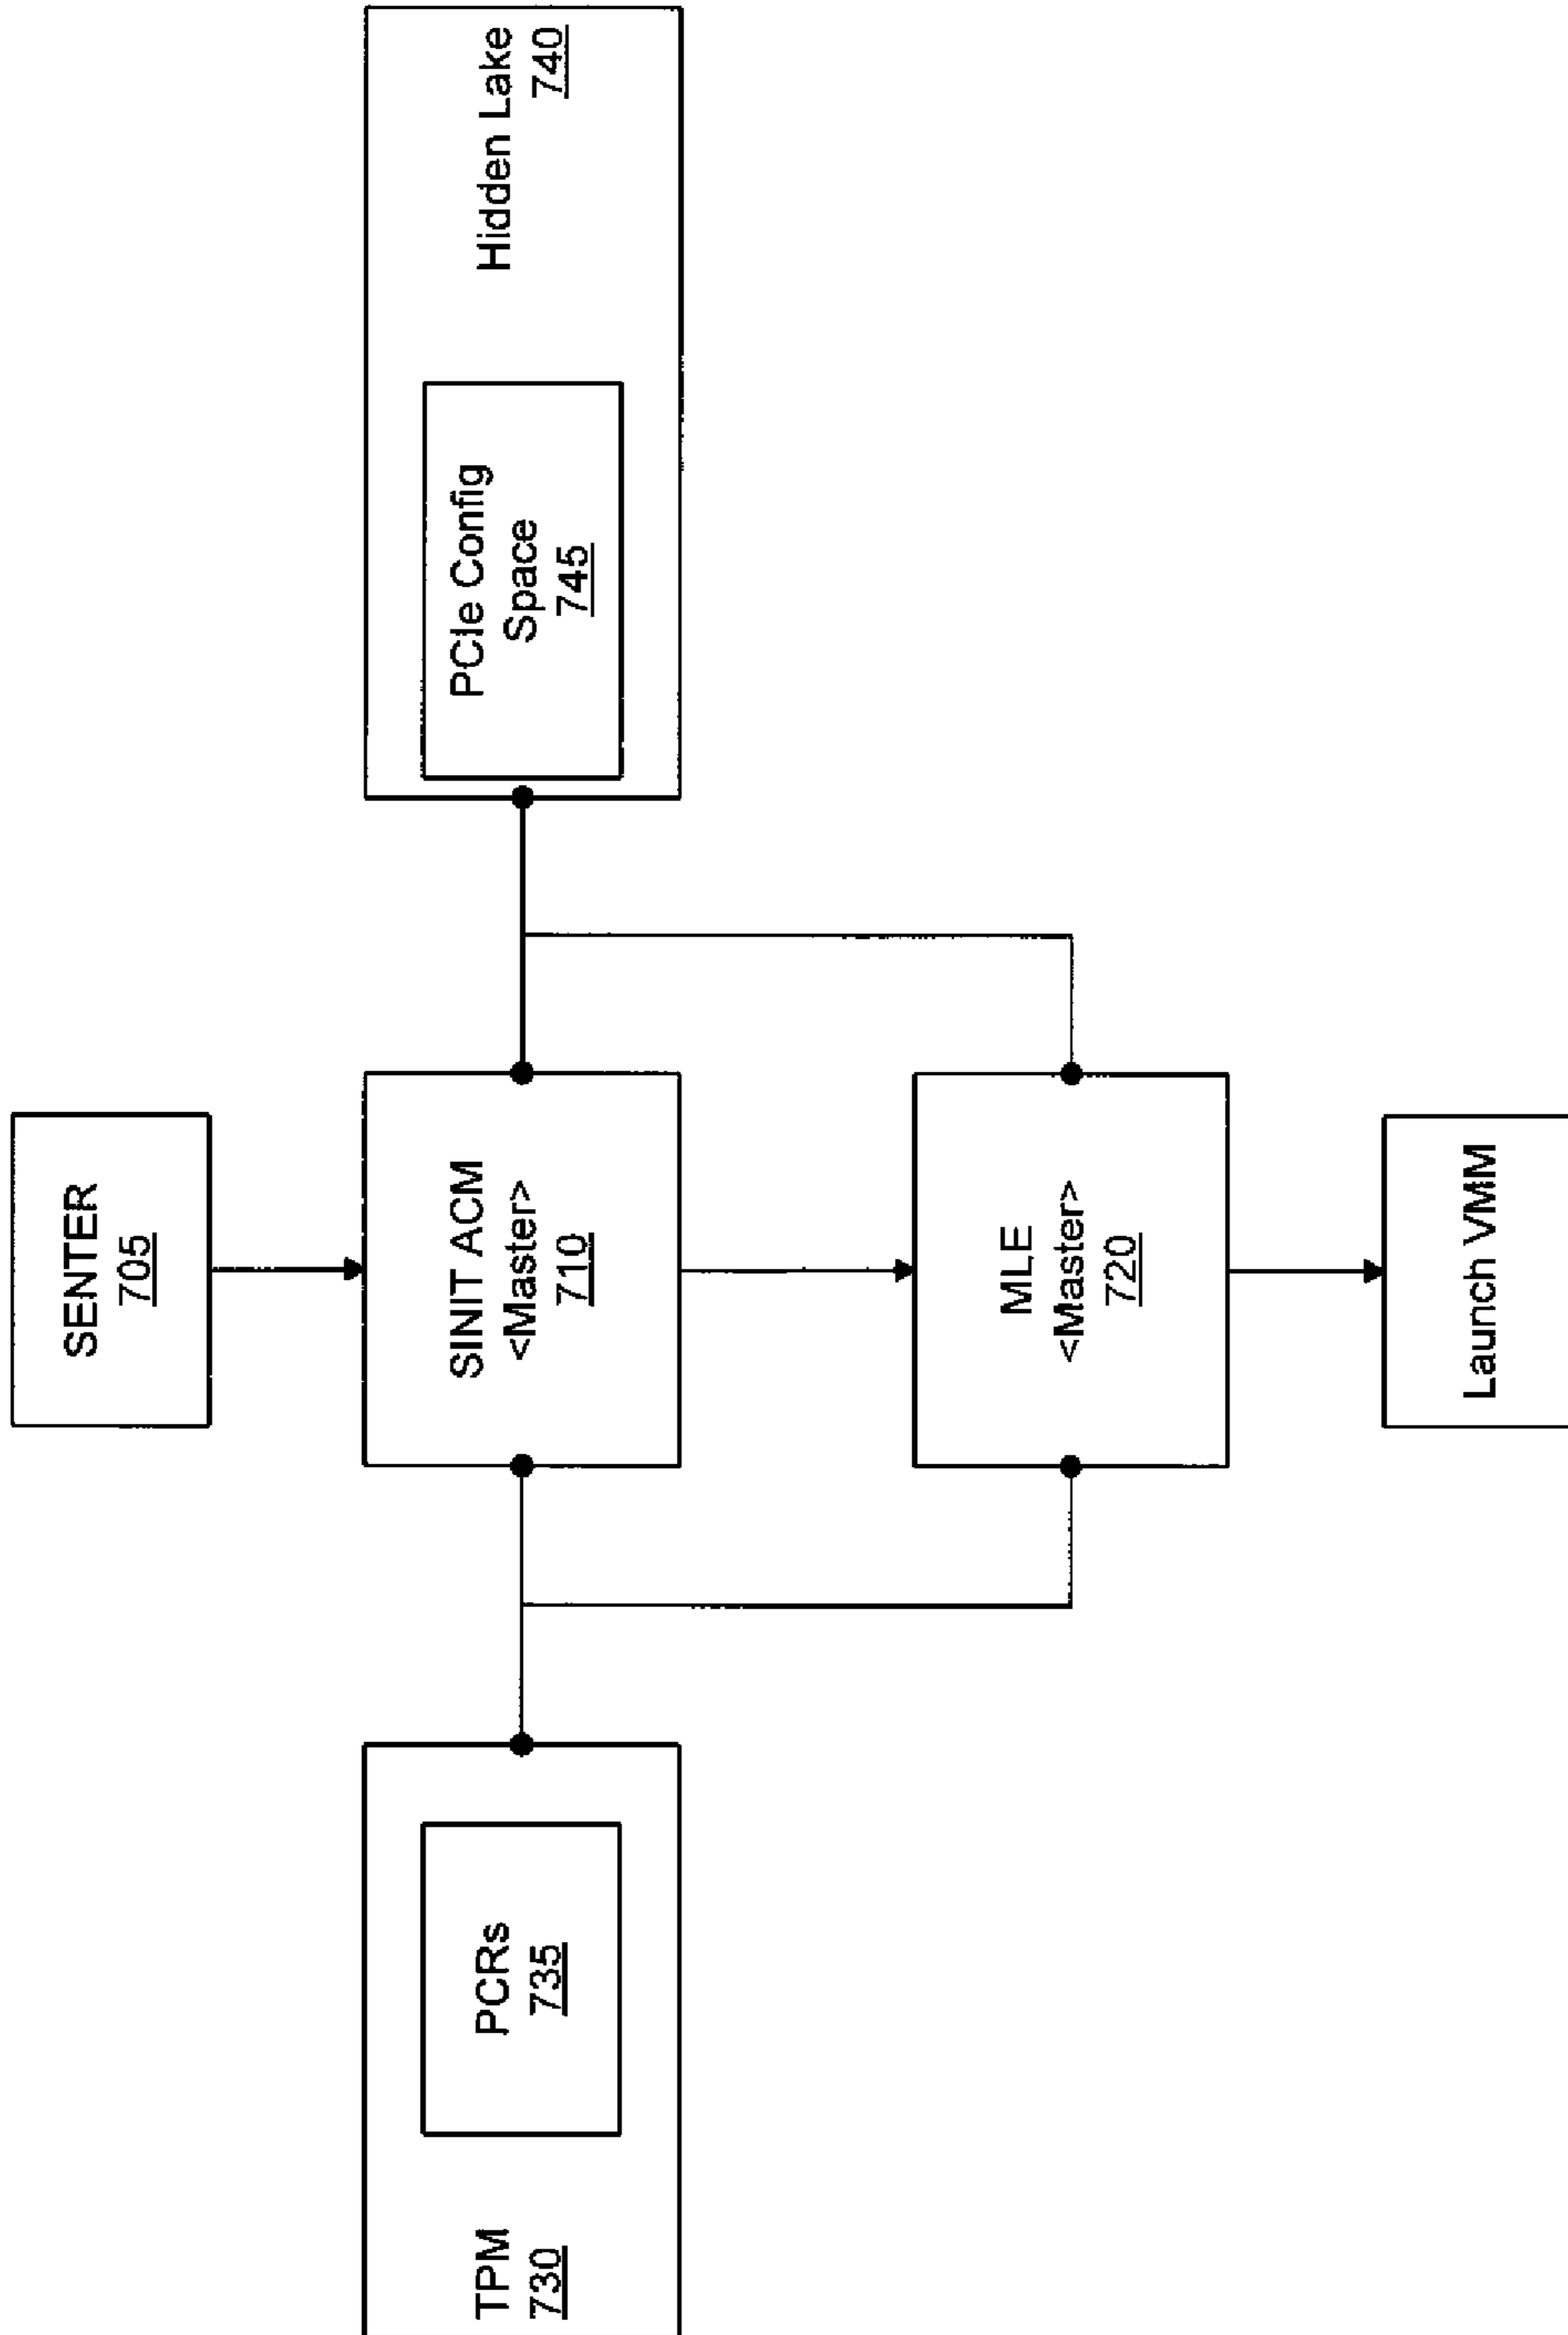 SENTER
705
TPM
730
PCRs
735
SINIT ACM
<Master>
710
PCIe Config
Space
745
Hidden Lake
740
MLE
<Master>
720
Launch VMM